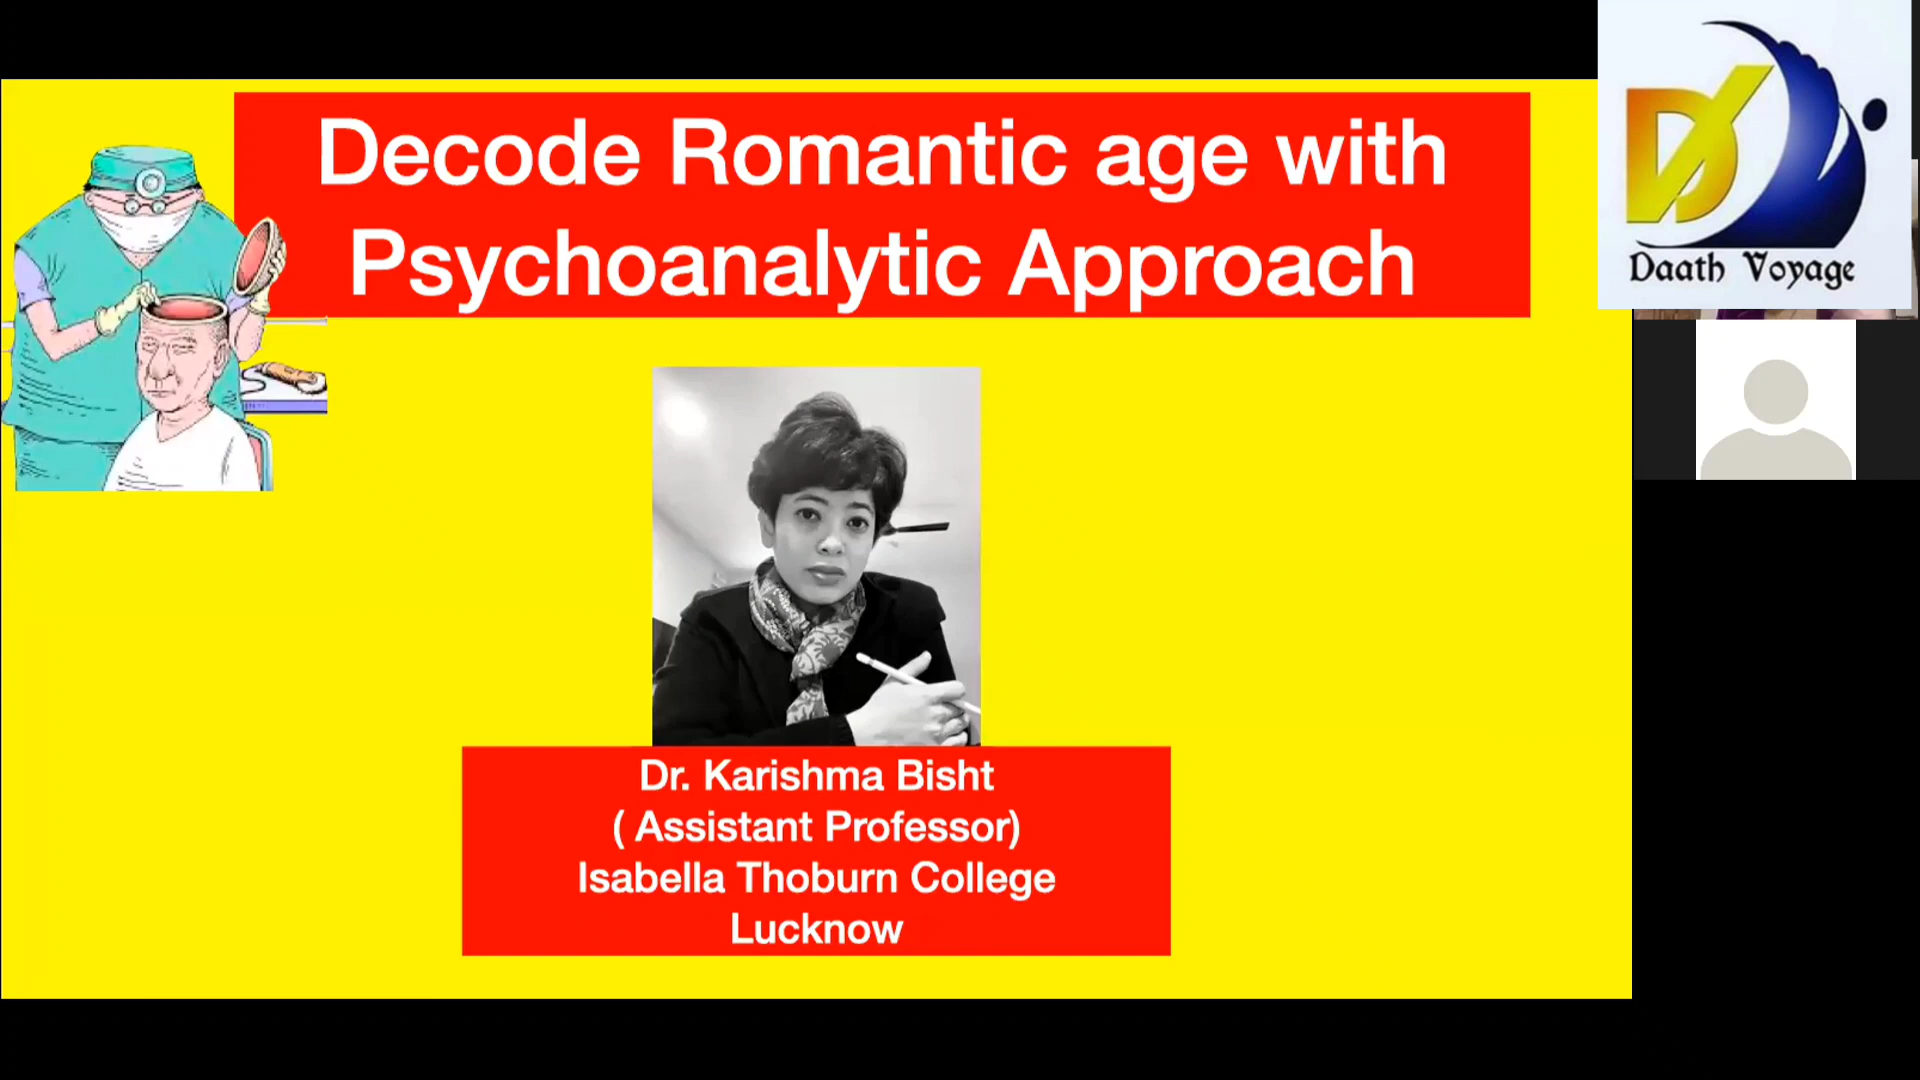 Decode Romantic age with
Psychoanalytic Approach
Daath Voyage
Dr. Karishma Bisht
( Assistant Professor)
Isabella Thoburn College
Lucknow